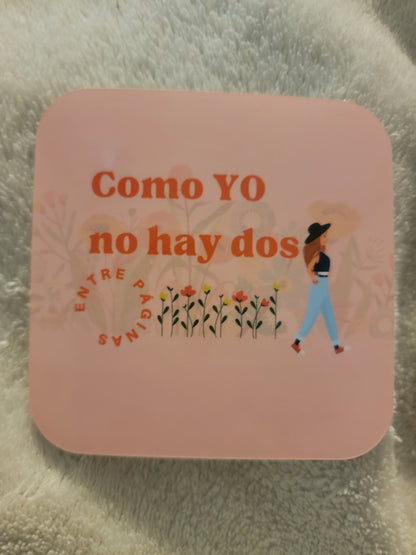 Como YO
no hay dos
ENTRE PÁGINAS